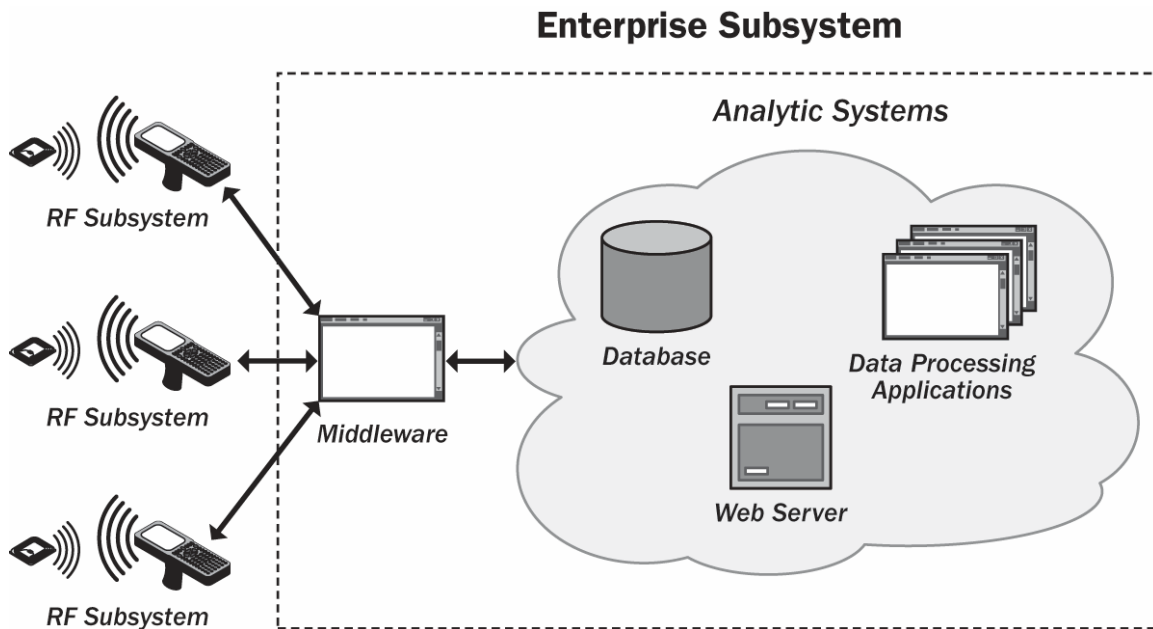 Enterprise Subsystem
Analytic Systems
RF Subsystem
RF Subsystem
Middleware
Database
Data Processing
Applications
Web Server
RF Subsystem